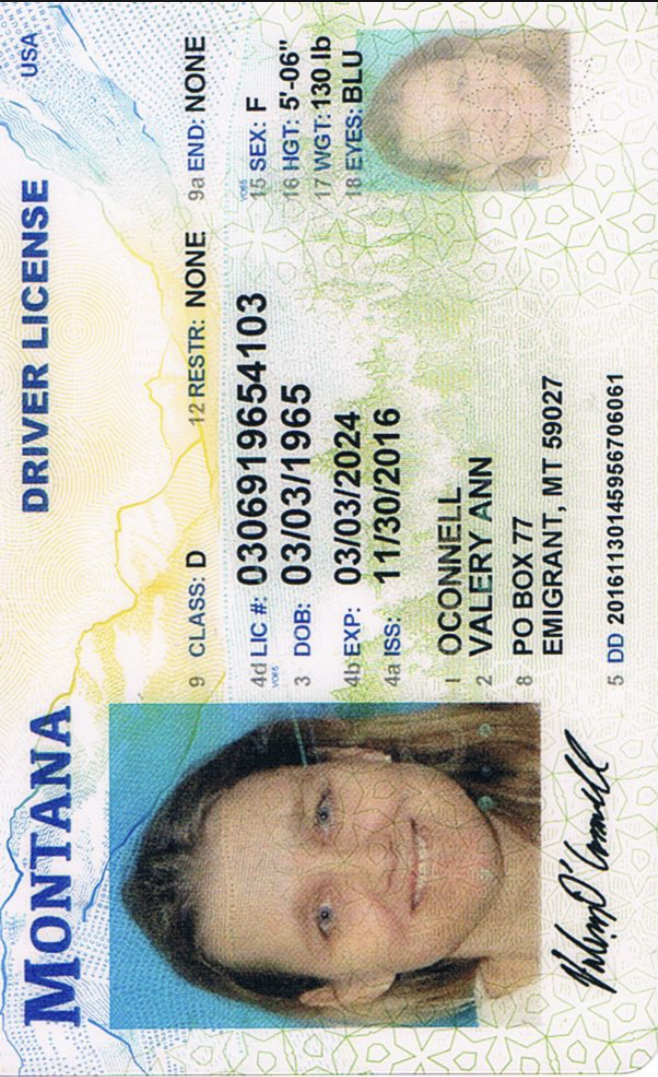 MONTANA
DRIVER LICENSE
USA
9 CLASS: D
12 RESTR: NONE
9a END: NONE
4d LIC #: 0306919654103
3 DOB: 03/03/1965
4b EXP: 03/03/2024
4a ISS: 11/30/2016
15 SEX: F
16 HGT: 5'-06"
17 WGT: 130 lb
18 EYES: BLU
1 OCONNELL
2 VALERY ANN
8 PO BOX 77
EMIGRANT, MT 59027
5 DD 2016113014595670​6061
Valery O'Connell